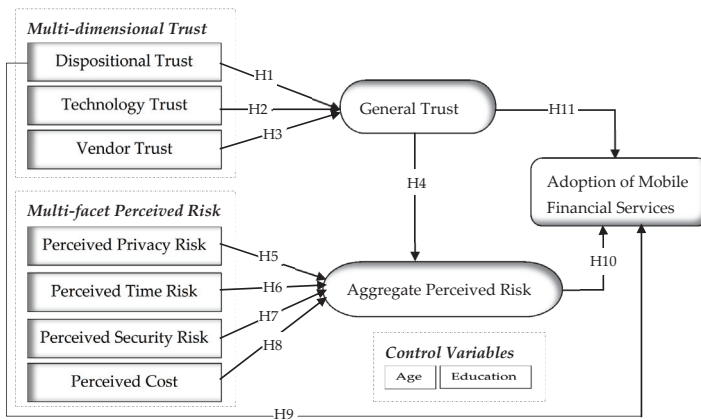 Multi-dimensional Trust
Dispositional Trust
Technology Trust
Vendor Trust
H1
H2
H3
General Trust
H11
H4
Adoption of Mobile
Financial Services
Multi-facet Perceived Risk
Perceived Privacy Risk
Perceived Time Risk
Perceived Security Risk
Perceived Cost
H5
H6
H7
H8
Aggregate Perceived Risk
H10
Control Variables
Age
Education
H9